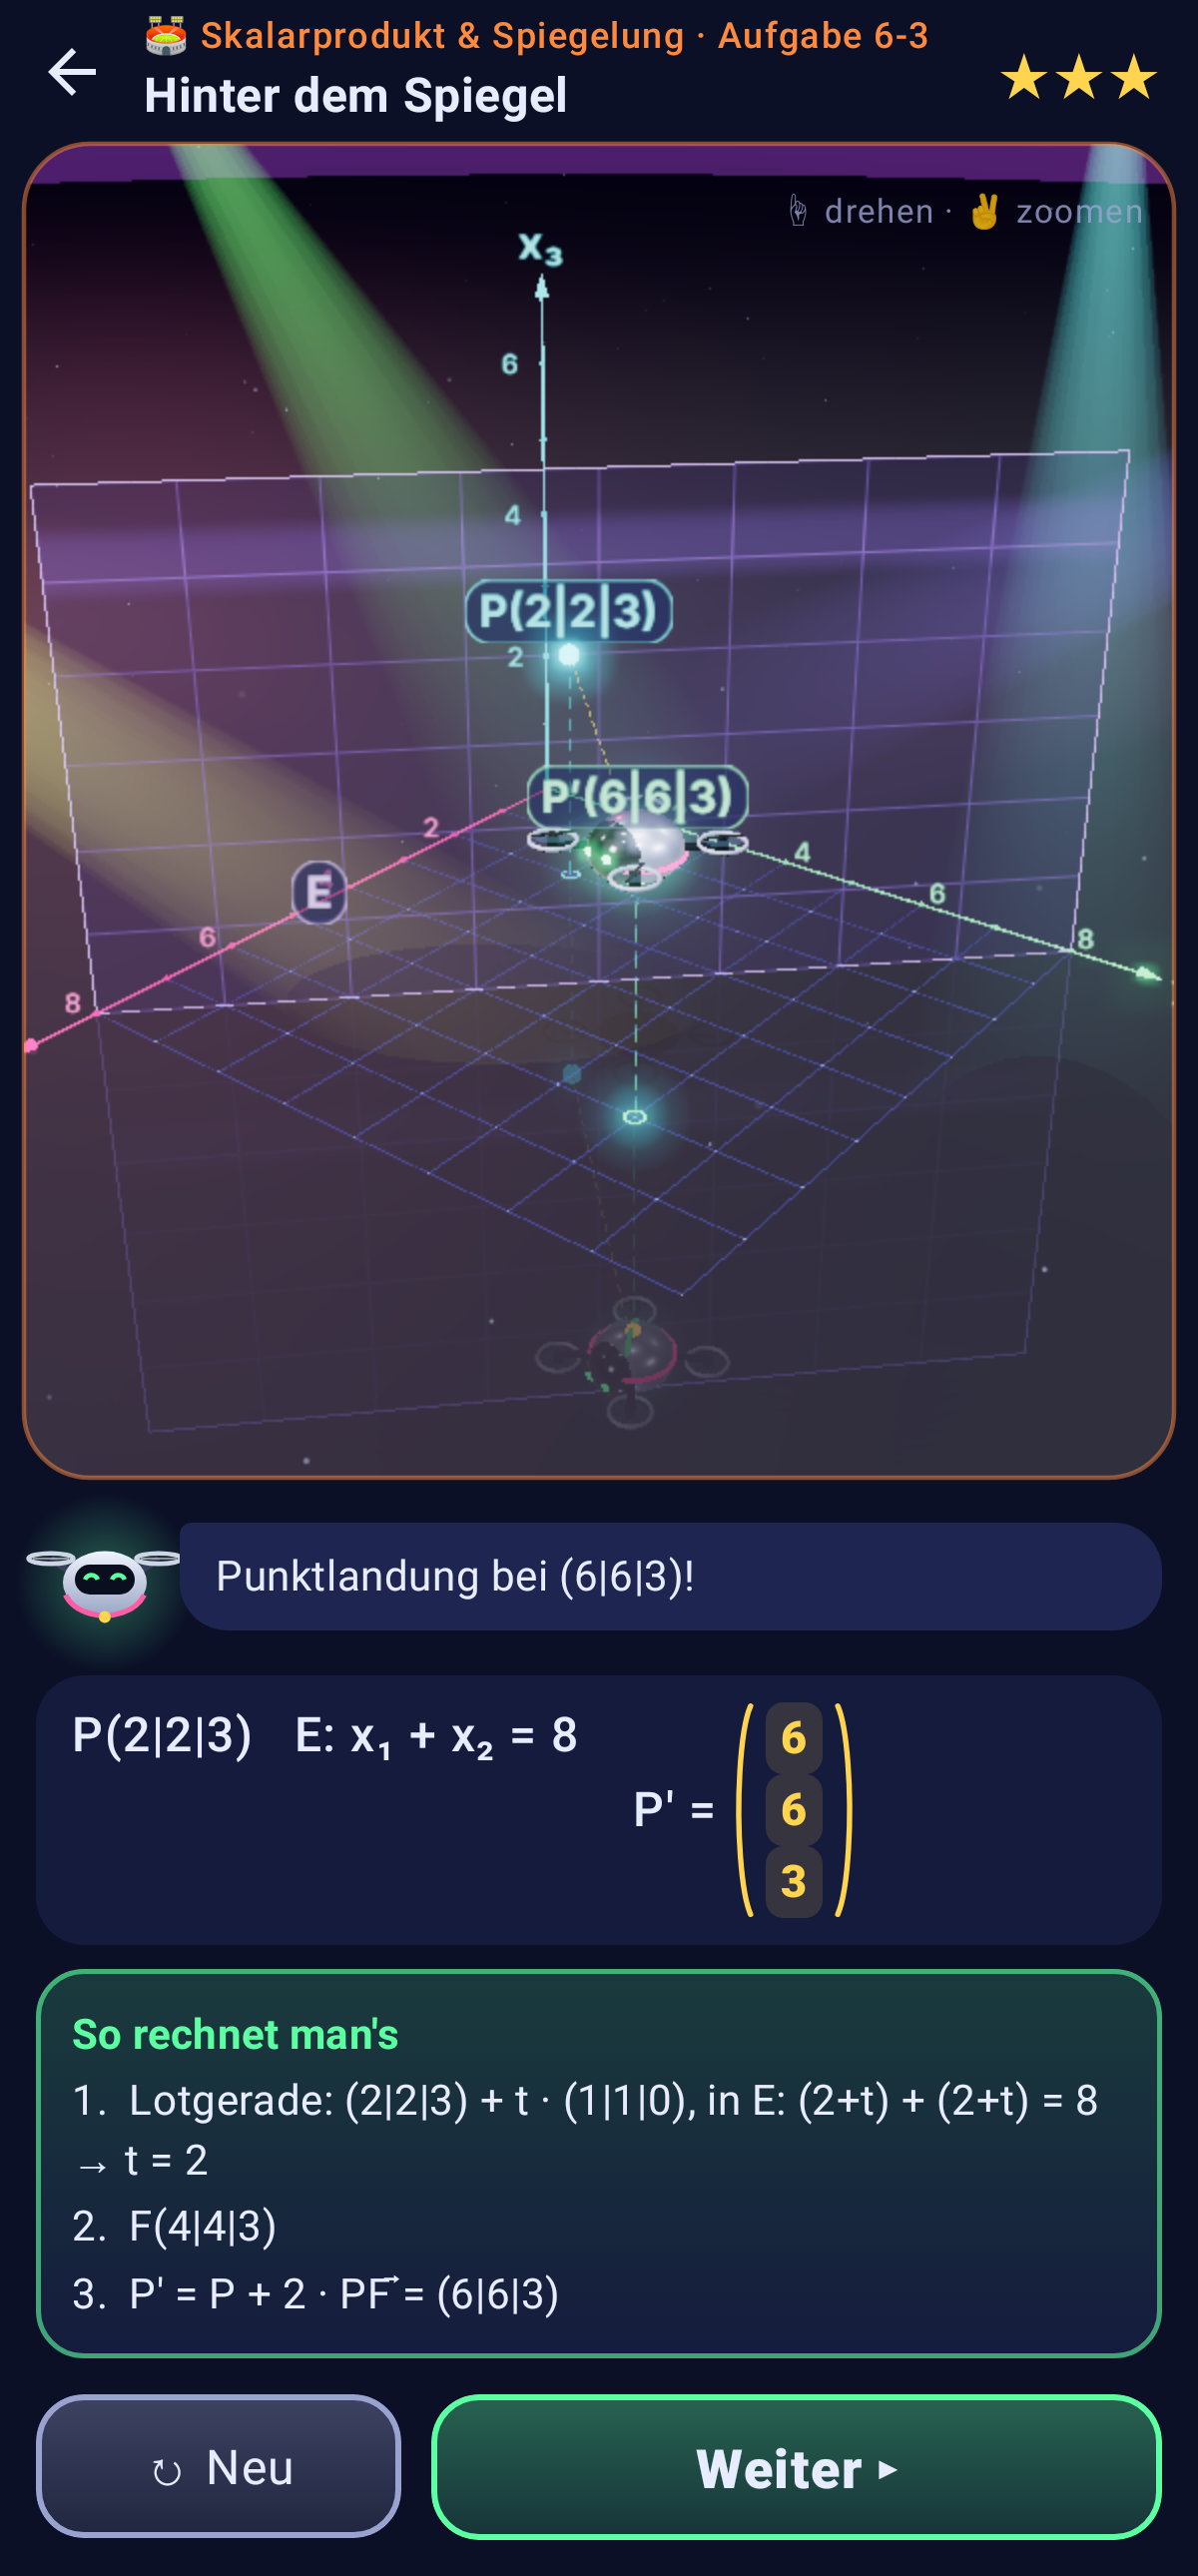 Skalarprodukt & Spiegelung · Aufgabe 6-3
Hinter dem Spiegel
drehen · zoomen
x₃
6
4
P(2|2|3)
2
P'(6|6|3)
2
4
E
6
6
8
8
Punktlandung bei (6|6|3)!
P(2|2|3) E: x₁ + x₂ = 8
P' =
6
6
3
So rechnet man's
1. Lotgerade: (2|2|3) + t · (1|1|0), in E: (2+t) + (2+t) = 8
→ t = 2
2. F(4|4|3)
3. P' = P + 2 · PF⃗ = (6|6|3)
↻ Neu
Weiter ▸